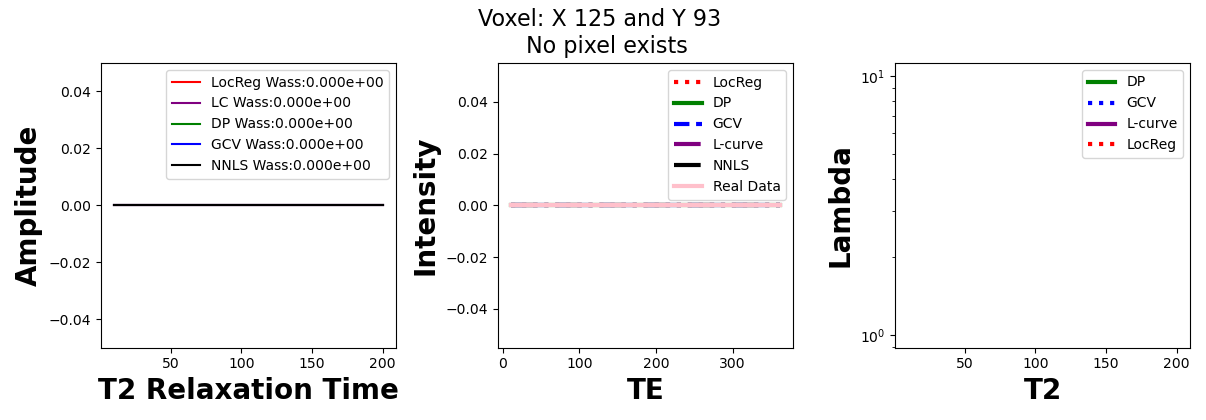 Voxel: X 125 and Y 93
No pixel exists
Amplitude
0.04
0.02
0.00
−0.02
−0.04
LocReg Wass:0.000e+00
LC Wass:0.000e+00
DP Wass:0.000e+00
GCV Wass:0.000e+00
NNLS Wass:0.000e+00
50 100 150 200
T2 Relaxation Time
Intensity
0.04
0.02
0.00
−0.02
−0.04
LocReg
DP
GCV
L-curve
NNLS
Real Data
0 100 200 300
TE
Lambda
10¹
10⁰
DP
GCV
L-curve
LocReg
50 100 150 200
T2